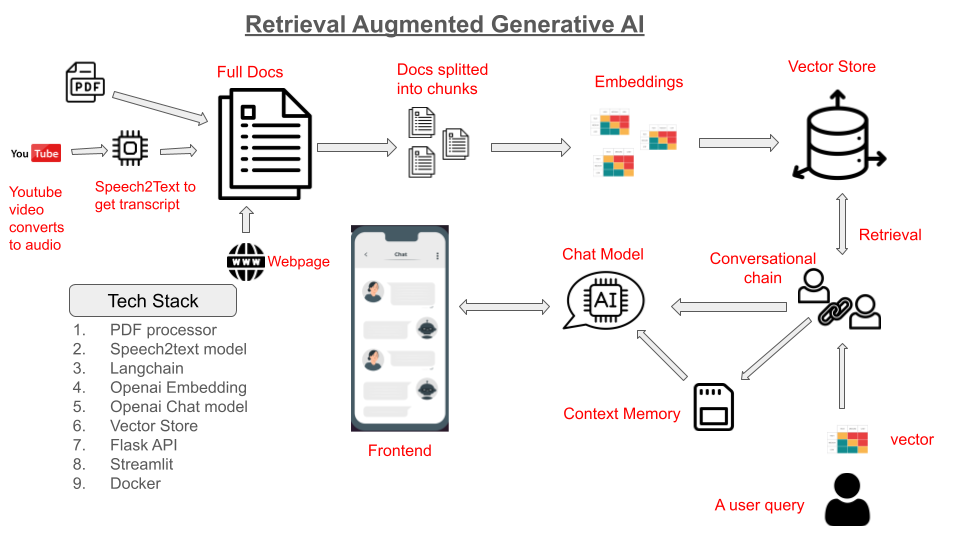 Retrieval Augmented Generative AI
PDF
Full Docs
Docs splitted
into chunks
Embeddings
Vector Store
You Tube
Speech2Text to
get transcript
Youtube
video
converts
to audio
WWW
Webpage
Retrieval
Chat
Chat Model
AI
Conversational
chain
Tech Stack
1. PDF processor
2. Speech2text model
3. Langchain
4. Openai Embedding
5. Openai Chat model
6. Vector Store
7. Flask API
8. Streamlit
9. Docker
Context Memory
Frontend
vector
A user query